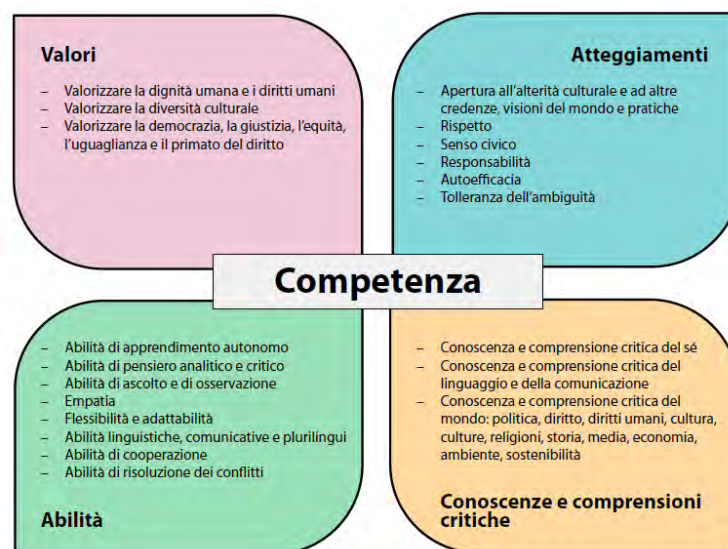 Valori
– Valorizzare la dignità umana e i diritti umani
– Valorizzare la diversità culturale
– Valorizzare la democrazia, la giustizia, l'equità,
l'uguaglianza e il primato del diritto
Atteggiamenti
– Apertura all'alterità culturale e ad altre
credenze, visioni del mondo e pratiche
– Rispetto
– Senso civico
– Responsabilità
– Autoefficacia
– Tolleranza dell'ambiguità
Competenza
– Abilità di apprendimento autonomo
– Abilità di pensiero analitico e critico
– Abilità di ascolto e di osservazione
– Empatia
– Flessibilità e adattabilità
– Abilità linguistiche, comunicative e plurilingui
– Abilità di cooperazione
– Abilità di risoluzione dei conflitti
Abilità
– Conoscenza e comprensione critica del sé
– Conoscenza e comprensione critica del
linguaggio e della comunicazione
– Conoscenza e comprensione critica del
mondo: politica, diritto, diritti umani, cultura,
culture, religioni, storia, media, economia,
ambiente, sostenibilità
Conoscenze e comprensioni
critiche